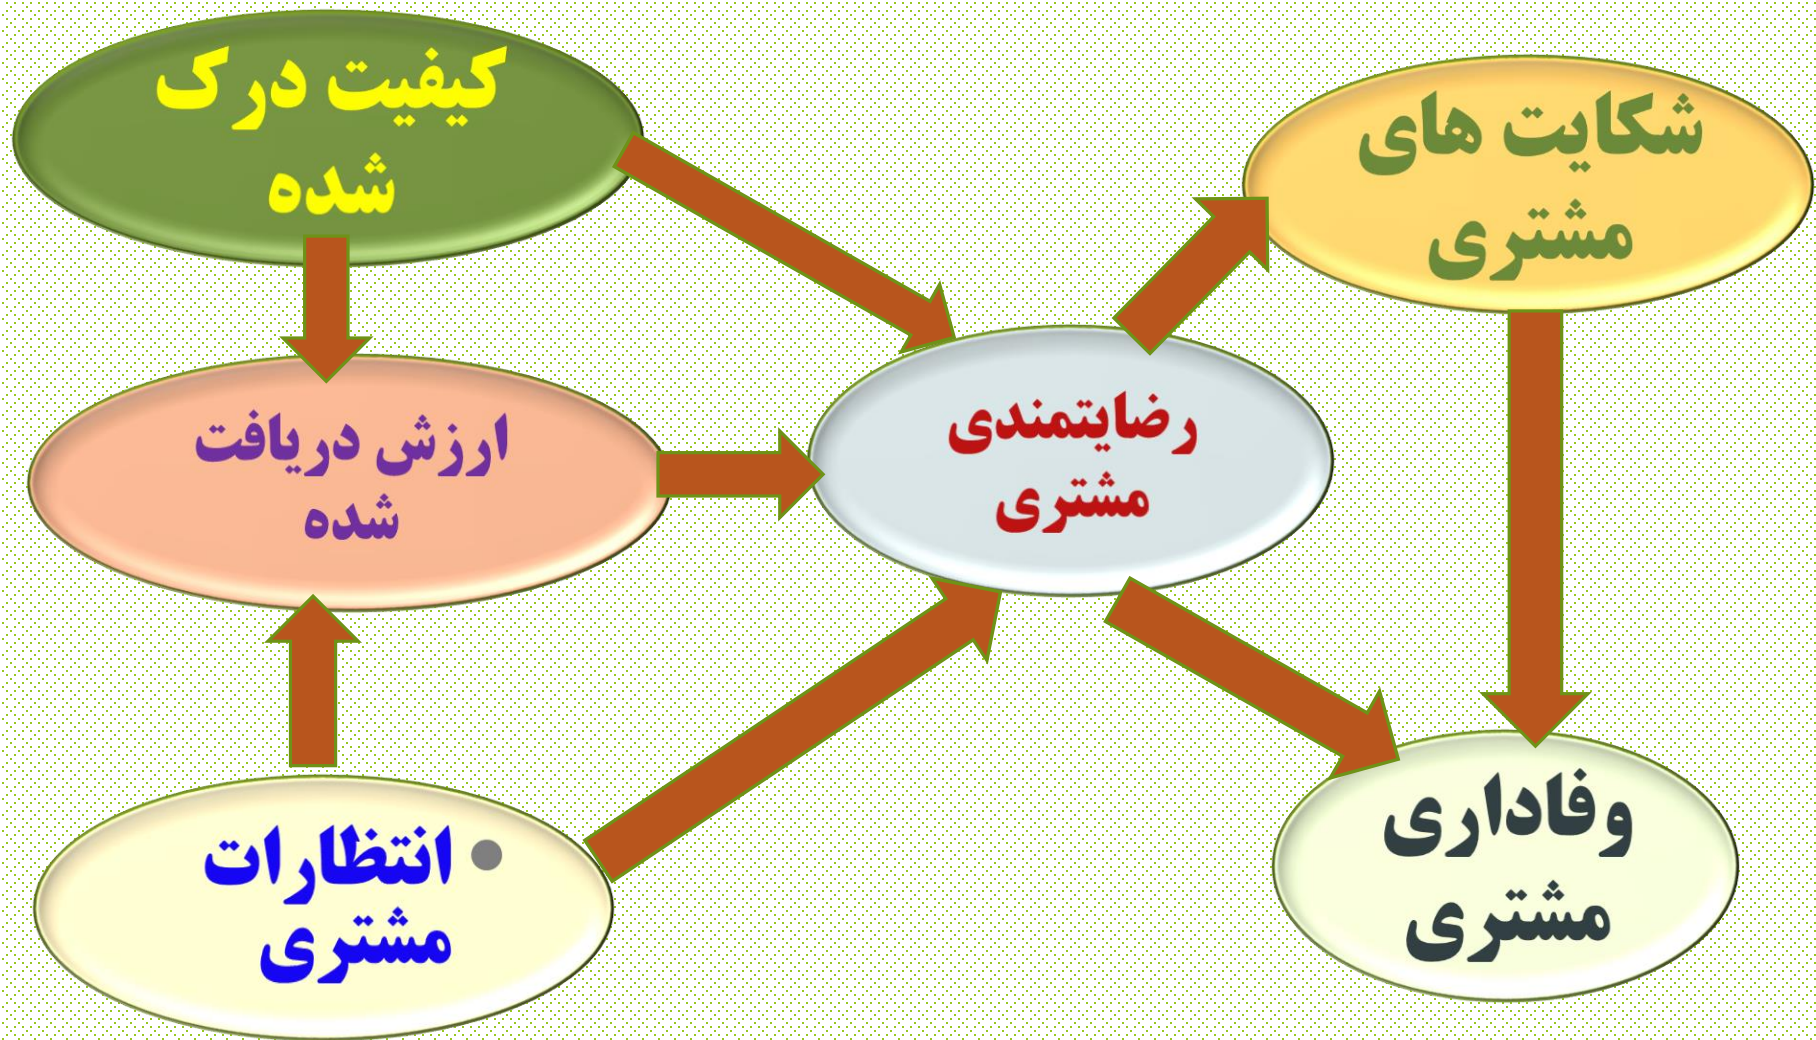 کیفیت درک
شده
شکایت های
مشتری
ارزش دریافت
شده
رضایتمندی
مشتری
• انتظارات
مشتری
وفاداری
مشتری